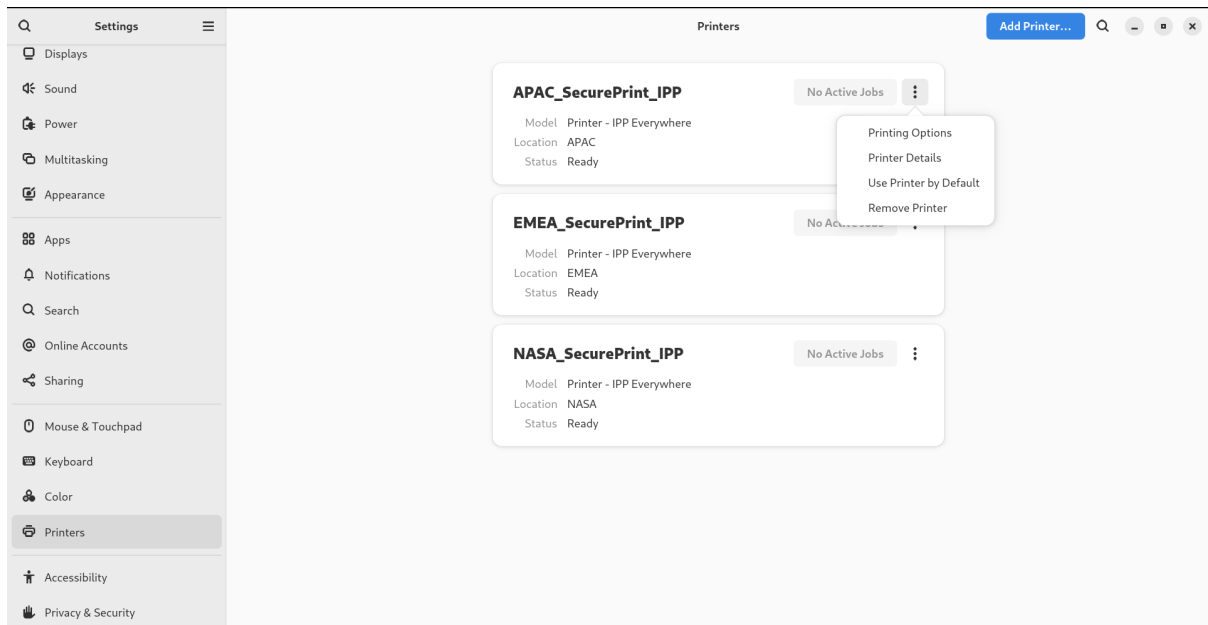 Settings
Displays
Sound
Power
Multitasking
Appearance
Apps
Notifications
Search
Online Accounts
Sharing
Mouse & Touchpad
Keyboard
Color
Printers
Accessibility
Privacy & Security
Printers
Add Printer...
APAC_SecurePrint_IPP
No Active Jobs
Model Printer - IPP Everywhere
Location APAC
Status Ready
Printing Options
Printer Details
Use Printer by Default
Remove Printer
EMEA_SecurePrint_IPP
Model Printer - IPP Everywhere
Location EMEA
Status Ready
NASA_SecurePrint_IPP
No Active Jobs
Model Printer - IPP Everywhere
Location NASA
Status Ready